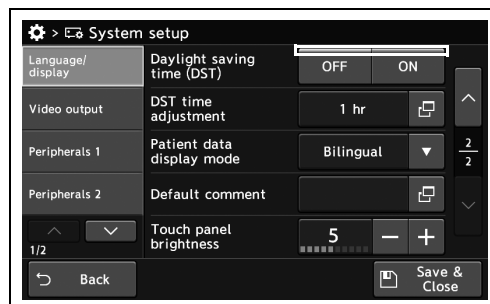 > System setup
Language/
display
Daylight saving
time (DST)
OFF ON
Video output
DST time
adjustment
1 hr
Peripherals 1
Patient data
display mode
Bilingual
2
2
Peripherals 2
Default comment
1/2
Touch panel
brightness
5 − +
Back
Save &
Close